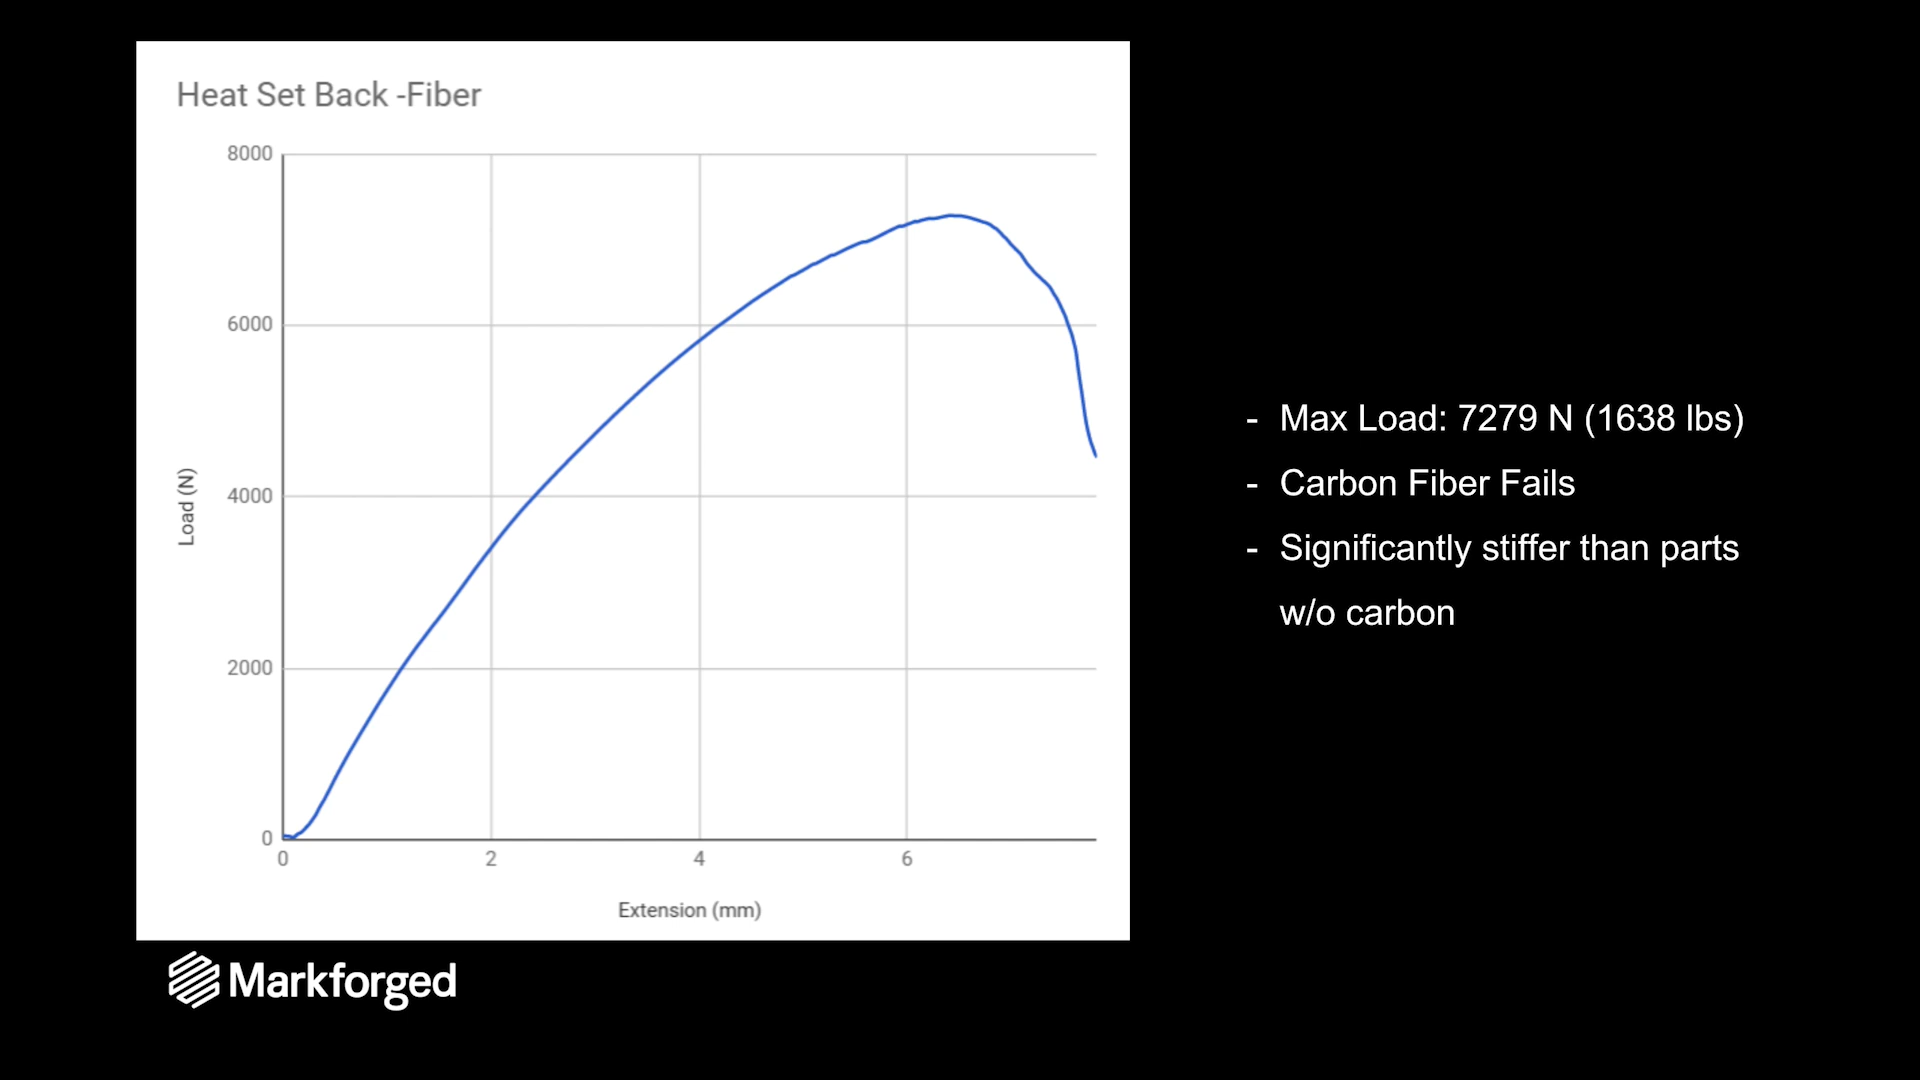 Heat Set Back -Fiber
8000
6000
4000
2000
0
Load (N)
0 2 4 6
Extension (mm)
- Max Load: 7279 N (1638 lbs)
- Carbon Fiber Fails
- Significantly stiffer than parts
w/o carbon
Markforged